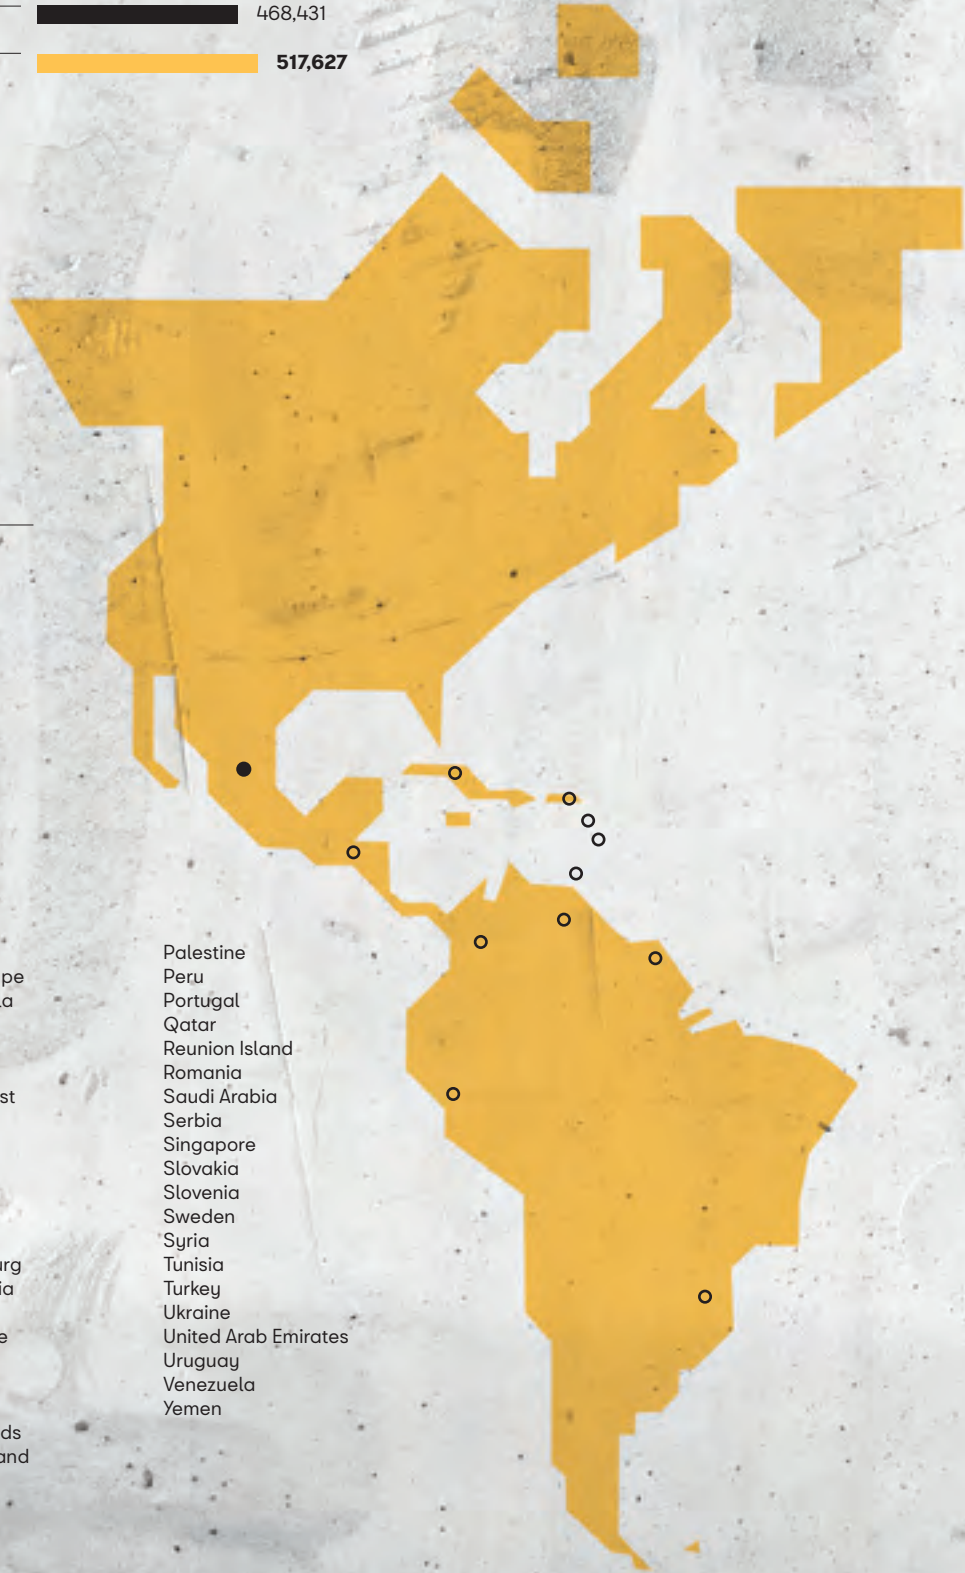 468,431
517,627
Palestine
Peru
Portugal
Qatar
Reunion Island
Romania
Saudi Arabia
Serbia
Singapore
Slovakia
Slovenia
Sweden
Syria
Tunisia
Turkey
Ukraine
United Arab Emirates
Uruguay
Venezuela
Yemen